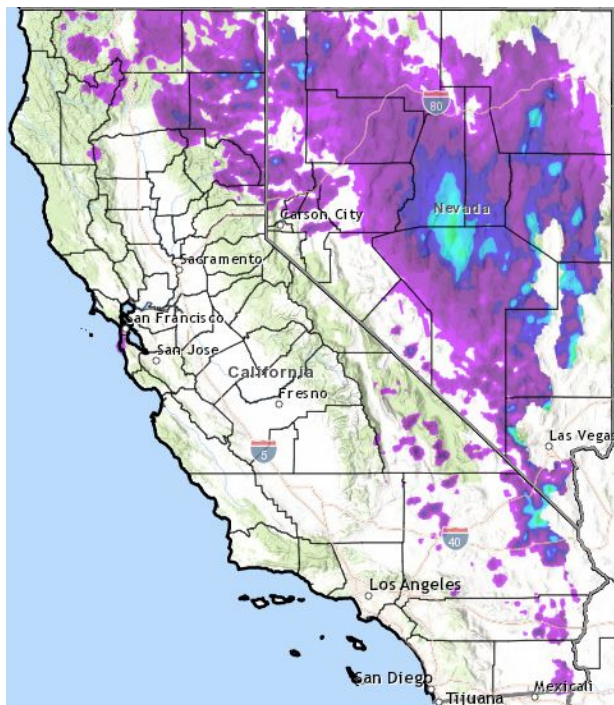 80
Nevada
Carson City
Sacramento
San Francisco
San Jose
California
Fresno
5
Las Vegas
40
Los Angeles
San Diego
Mexicali
Tijuana